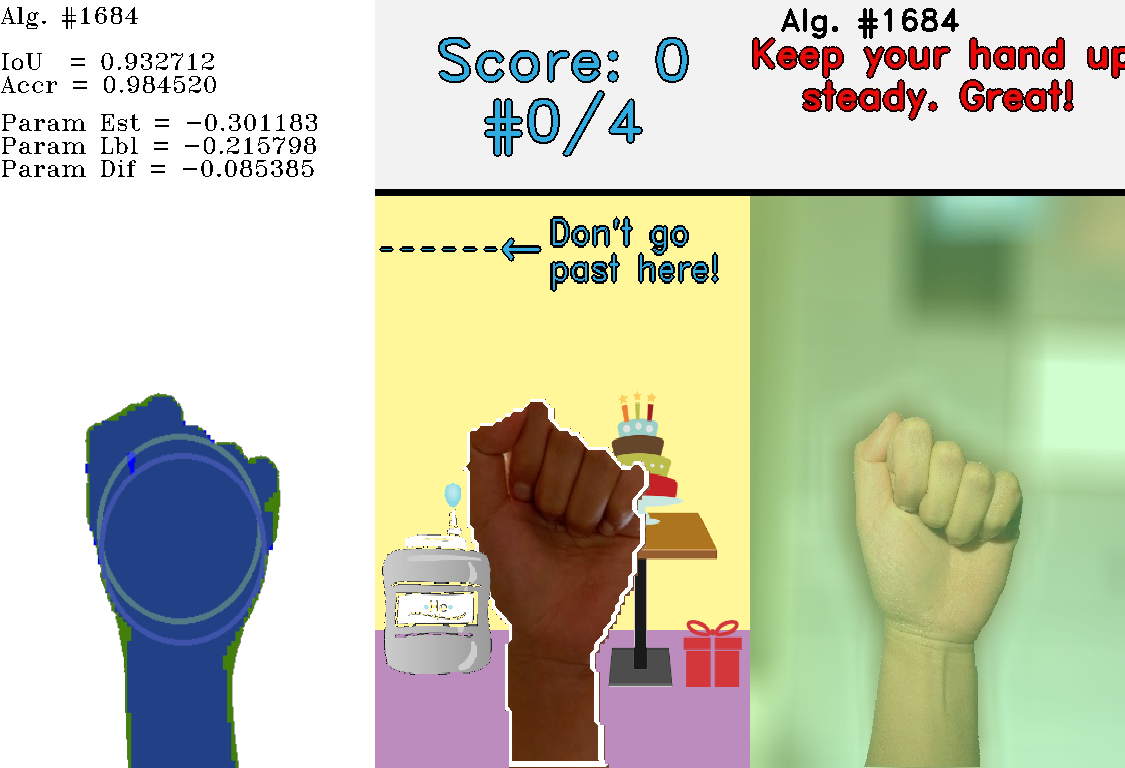 Alg. #1684
IoU = 0.932712
Accr = 0.984520
Param Est = −0.301183
Param Lbl = −0.215798
Param Dif = −0.085385
Score: 0
#0/4
Alg. #1684
Keep your hand up
steady. Great!
Don't go
past here!